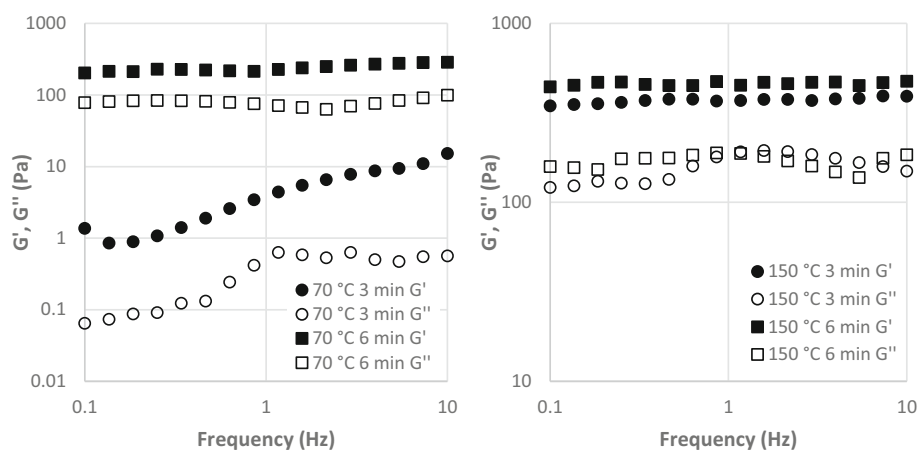 1000
100
10
1
0.1
0.01
G', G'' (Pa)
70 °C 3 min G'
70 °C 3 min G''
70 °C 6 min G'
70 °C 6 min G''
0.1 1 10
Frequency (Hz)
1000
100
10
G', G'' (Pa)
150 °C 3 min G'
150 °C 3 min G''
150 °C 6 min G'
150 °C 6 min G''
0.1 1 10
Frequency (Hz)